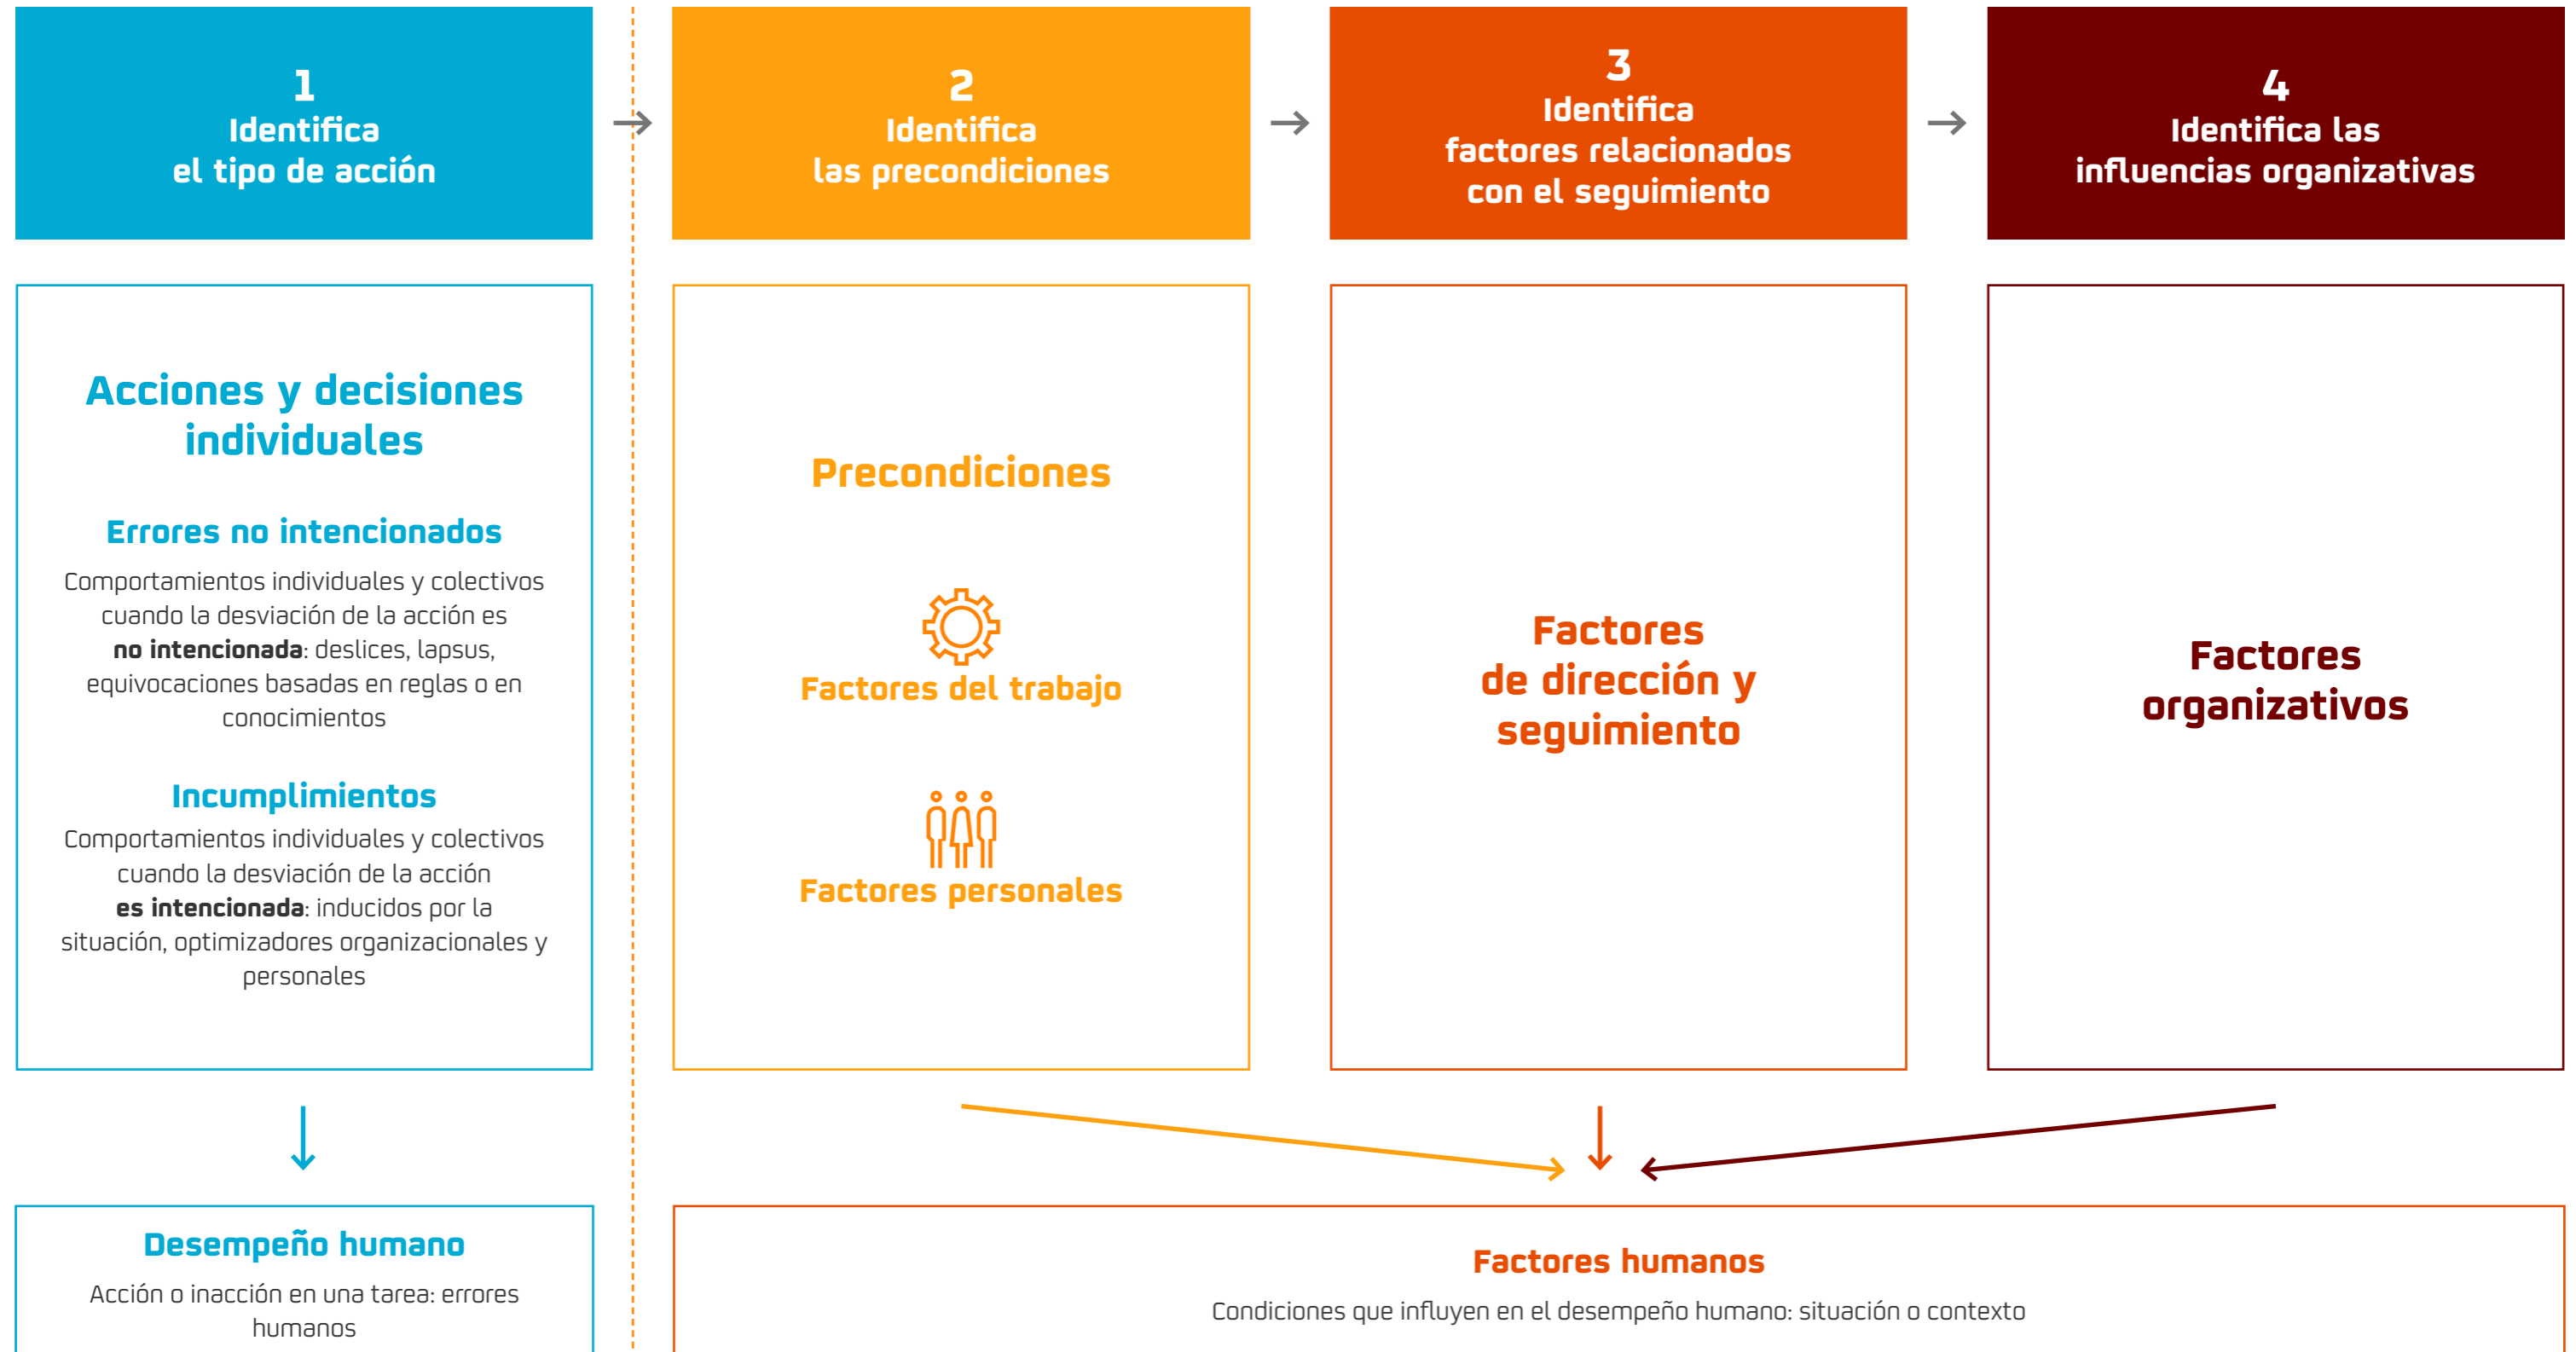 1
Identifica
el tipo de acción
2
Identifica
las precondiciones
3
Identifica
factores relacionados
con el seguimiento
4
Identifica las
influencias organizativas
Acciones y decisiones
individuales
Errores no intencionados
Comportamientos individuales y colectivos
cuando la desviación de la acción es
no intencionada: deslices, lapsus,
equivocaciones basadas en reglas o en
conocimientos
Incumplimientos
Comportamientos individuales y colectivos
cuando la desviación de la acción
es intencionada: inducidos por la
situación, optimizadores organizacionales y
personales
Precondiciones
Factores del trabajo
Factores personales
Factores
de dirección y
seguimiento
Factores
organizativos
Desempeño humano
Acción o inacción en una tarea: errores
humanos
Factores humanos
Condiciones que influyen en el desempeño humano: situación o contexto